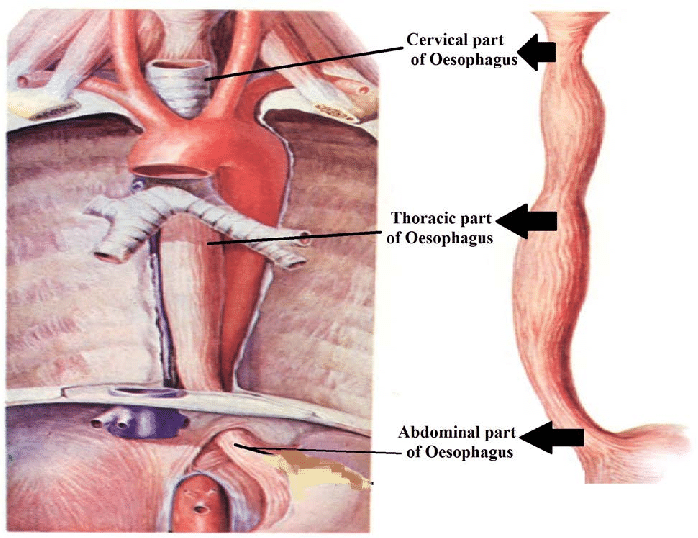 Cervical part
of Oesophagus
Thoracic part
of Oesophagus
Abdominal part
of Oesophagus